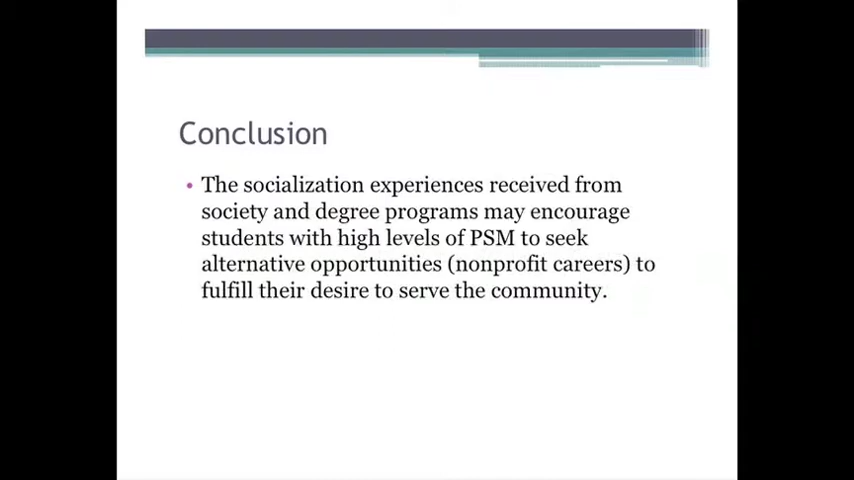 Conclusion
• The socialization experiences received from
society and degree programs may encourage
students with high levels of PSM to seek
alternative opportunities (nonprofit careers) to
fulfill their desire to serve the community.